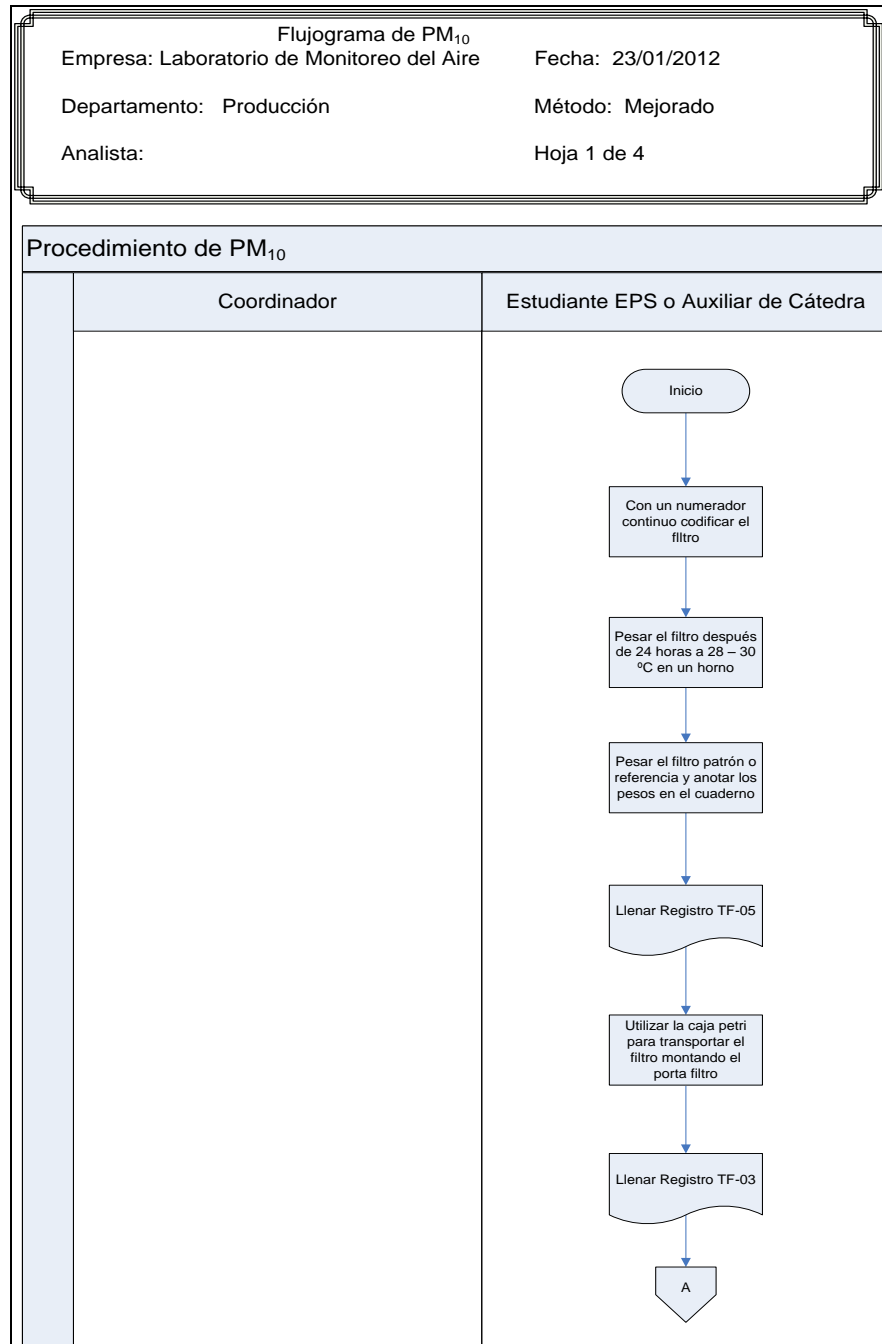 Flujograma de PM₁₀
Empresa: Laboratorio de Monitoreo del Aire Fecha: 23/01/2012
Departamento: Producción Método: Mejorado
Analista: Hoja 1 de 4
Procedimiento de PM₁₀
Coordinador Estudiante EPS o Auxiliar de Cátedra
Inicio
Con un numerador
continuo codificar el
filtro
Pesar el filtro después
de 24 horas a 28 – 30
ºC en un horno
Pesar el filtro patrón o
referencia y anotar los
pesos en el cuaderno
Llenar Registro TF-05
Utilizar la caja petri
para transportar el
filtro montando el
porta filtro
Llenar Registro TF-03
A